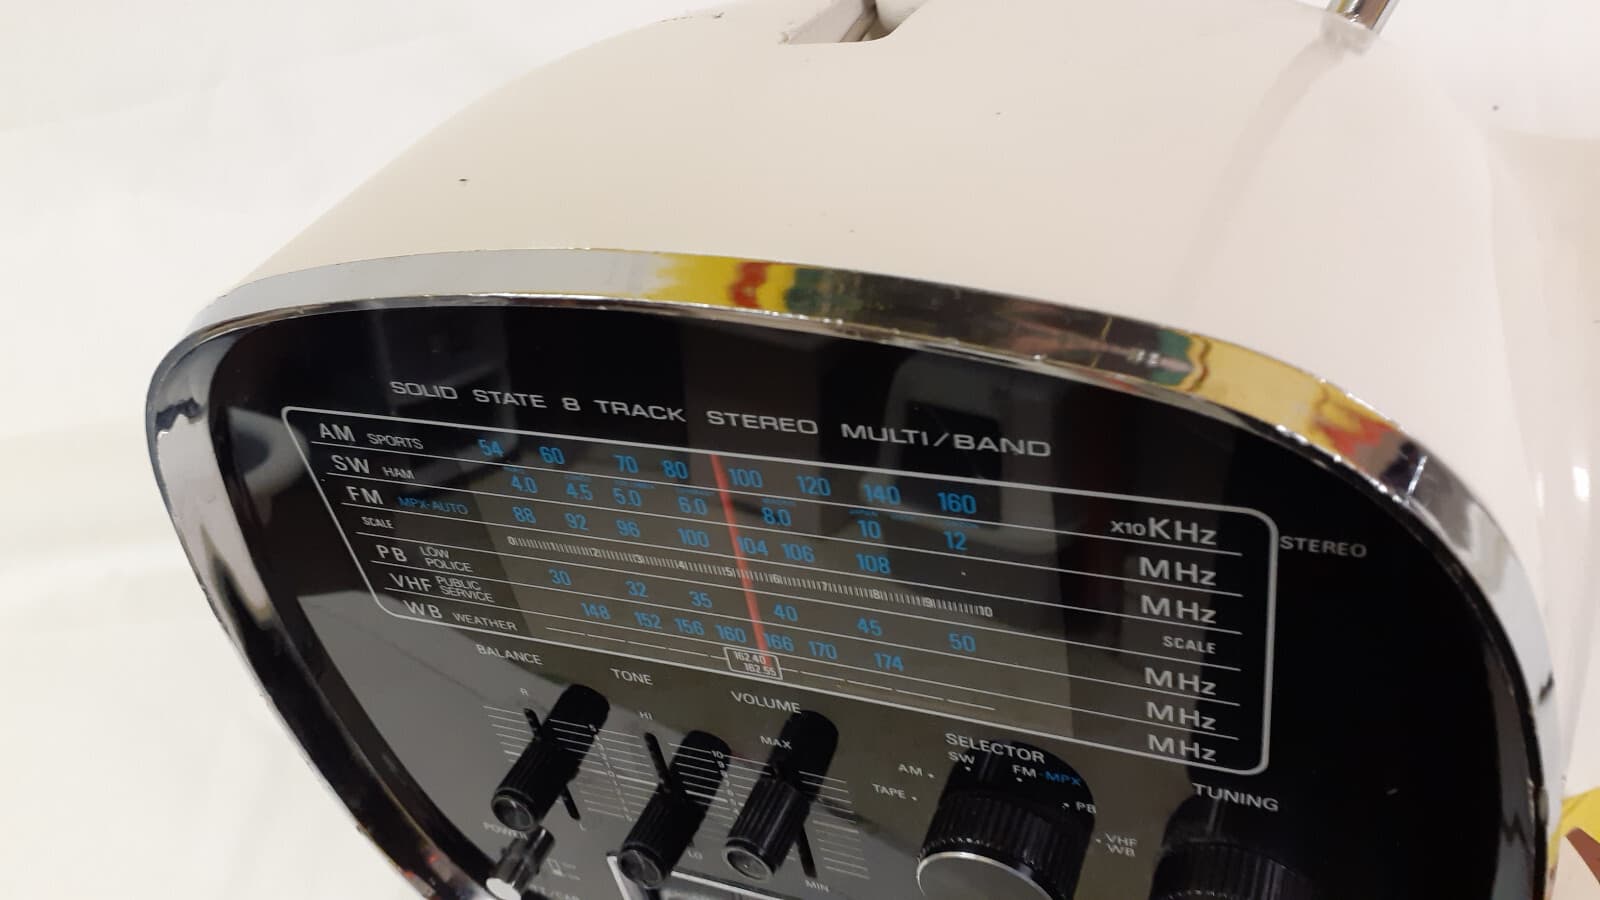 SOLID STATE 8 TRACK STEREO MULTI/BAND
AM SPORTS 54 60 70 80 100 120 140 160 X10KHz
SW HAM 4.0 4.5 5.0 6.0 8.0 10 12 MHz
FM MPX-AUTO 88 92 96 100 104 106 108 MHz
SCALE 0 1 2 3 4 5 6 7 8 9 10 SCALE
PB LOW POLICE 30 32 35 40 45 50 MHz
VHF PUBLIC SERVICE 148 152 156 160 166 170 174 MHz
WB WEATHER 162.40 162.55 MHz
STEREO
BALANCE
R
L
TONE
HI
LO
VOLUME
MAX
10
MIN
SELECTOR
TAPE AM SW FM-MPX PB VHF WB
TUNING
POWER